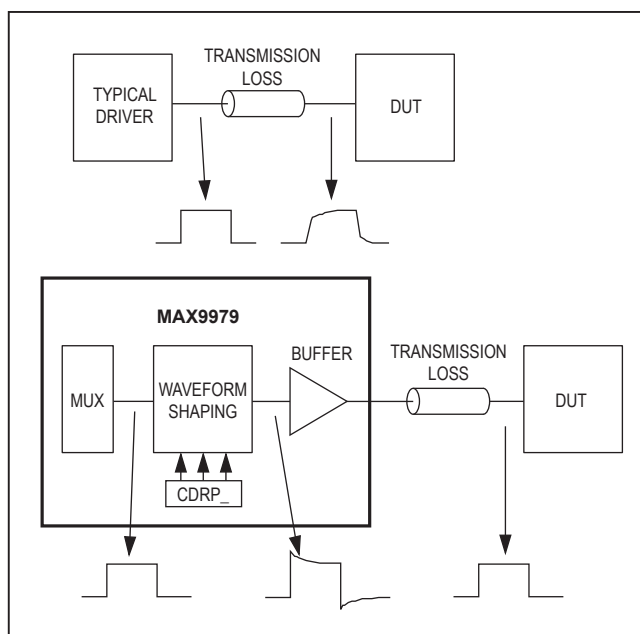 TYPICAL
DRIVER
TRANSMISSION
LOSS
DUT
MAX9979
MUX
WAVEFORM
SHAPING
CDRP_
BUFFER
TRANSMISSION
LOSS
DUT